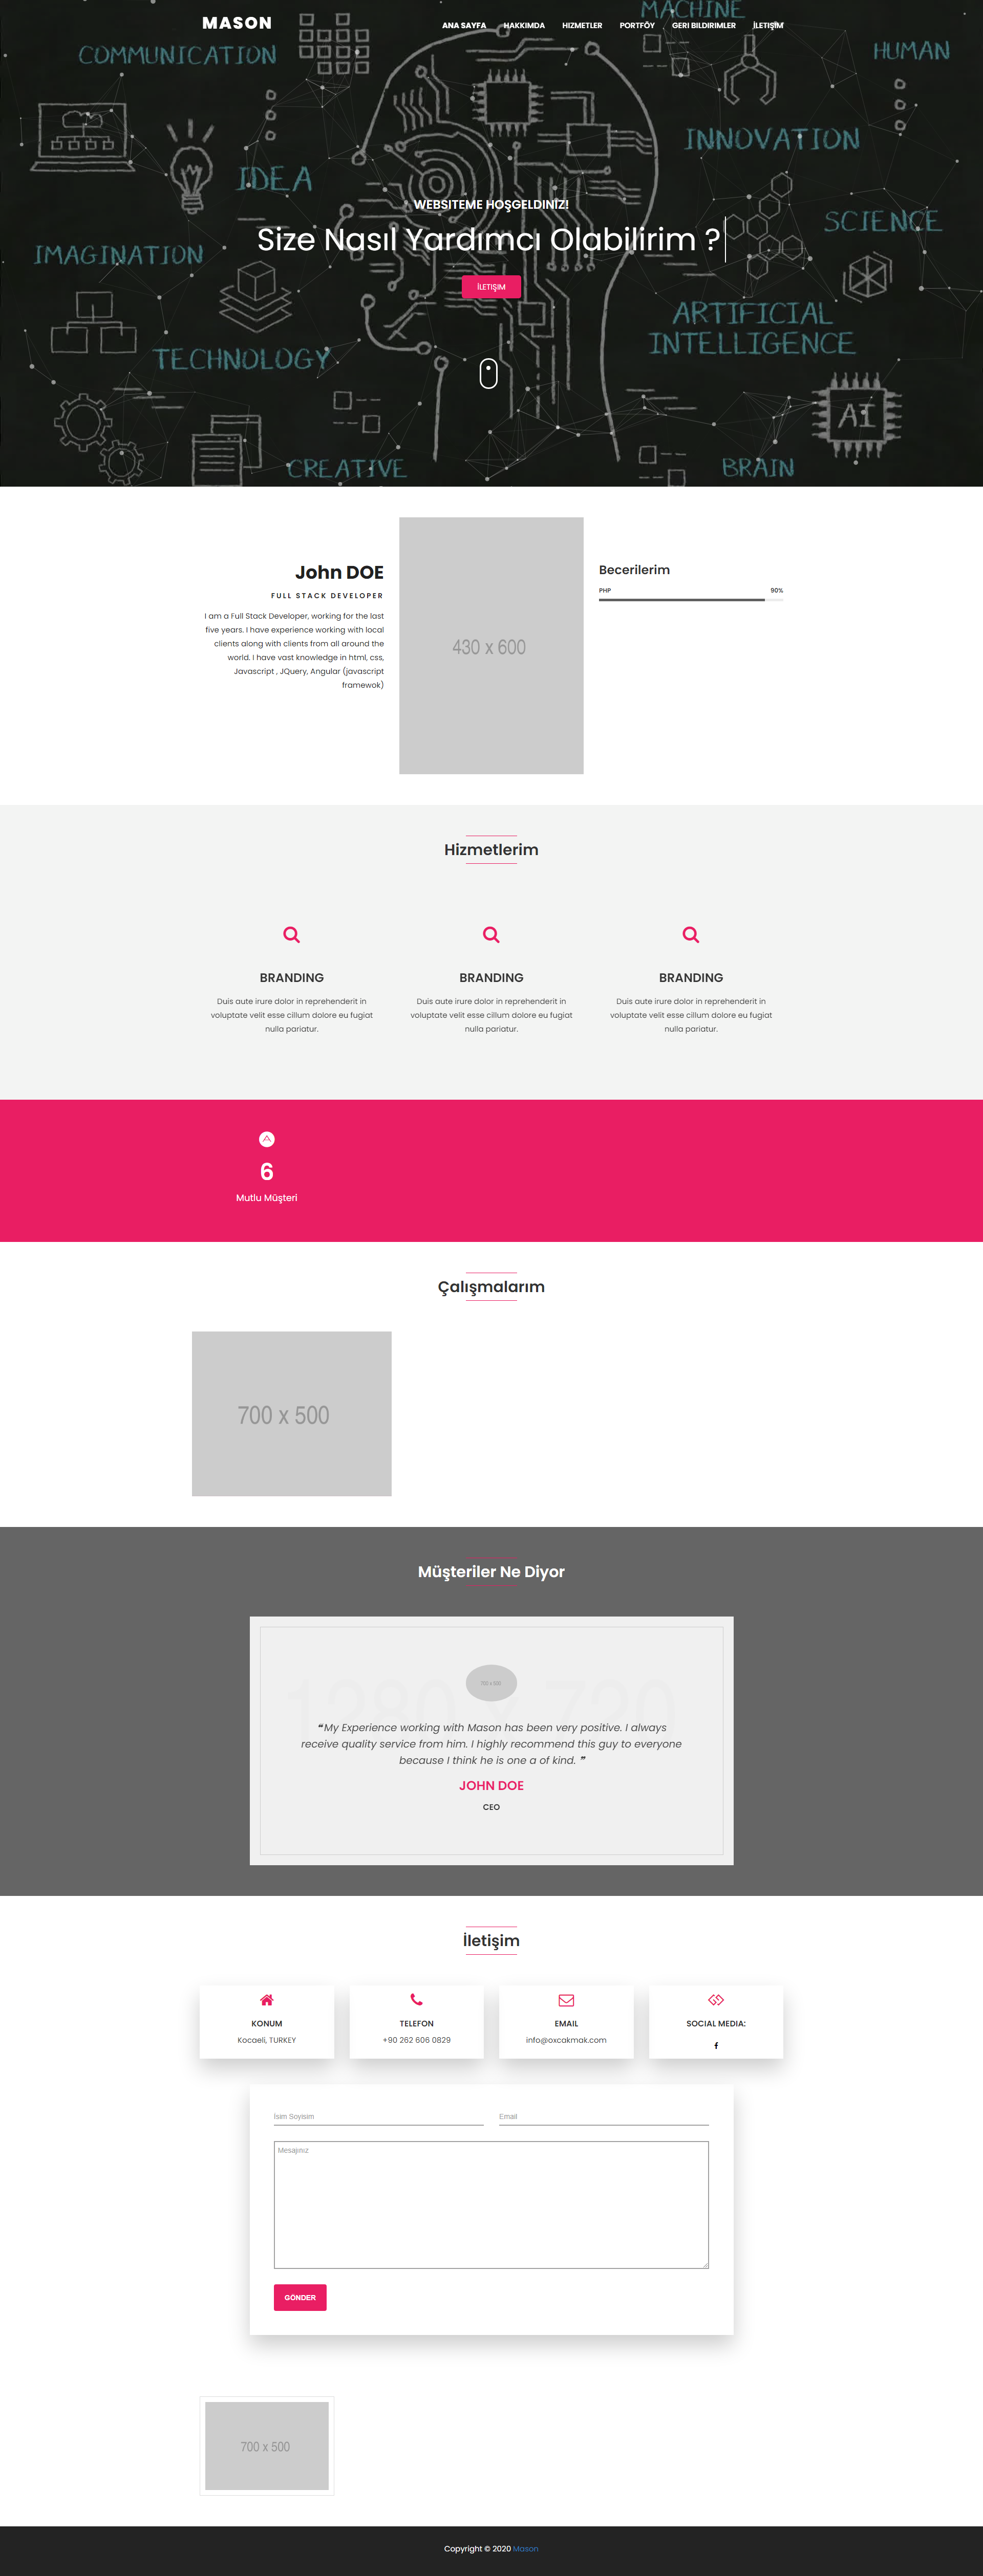 MASON
ANA SAYFA HAKKIMDA HIZMETLER PORTFÖY GERI BILDIRIMLER İLETIŞIM
MACHINE
COMMUNICATION
HUMAN
INNOVATION
IDEA
WEBSITEME HOŞGELDINIZ!
SCIENCE
Size Nasıl Yardımcı Olabilirim ?
IMAGINATION
İLETIŞIM
ARTIFICIAL
INTELLIGENCE
TECHNOLOGY
AI
CREATIVE
BRAIN
John DOE
FULL STACK DEVELOPER
I am a Full Stack Developer, working for the last
five years. I have experience working with local
clients along with clients from all around the
world. I have vast knowledge in html, css,
Javascript , JQuery, Angular (javascript
framewok)
430 x 600
Becerilerim
PHP 90%
Hizmetlerim
BRANDING
Duis aute irure dolor in reprehenderit in
voluptate velit esse cillum dolore eu fugiat
nulla pariatur.
BRANDING
Duis aute irure dolor in reprehenderit in
voluptate velit esse cillum dolore eu fugiat
nulla pariatur.
BRANDING
Duis aute irure dolor in reprehenderit in
voluptate velit esse cillum dolore eu fugiat
nulla pariatur.
6
Mutlu Müşteri
Çalışmalarım
700 x 500
Müşteriler Ne Diyor
1280 x 720
700 x 500
❝ My Experience working with Mason has been very positive. I always
receive quality service from him. I highly recommend this guy to everyone
because I think he is one a of kind. ❞
JOHN DOE
CEO
İletişim
KONUM
Kocaeli, TURKEY
TELEFON
+90 262 606 0829
EMAIL
info@oxcakmak.com
SOCIAL MEDIA:
İsim Soyisim
Email
Mesajınız
GÖNDER
700 x 500
Copyright © 2020 Mason